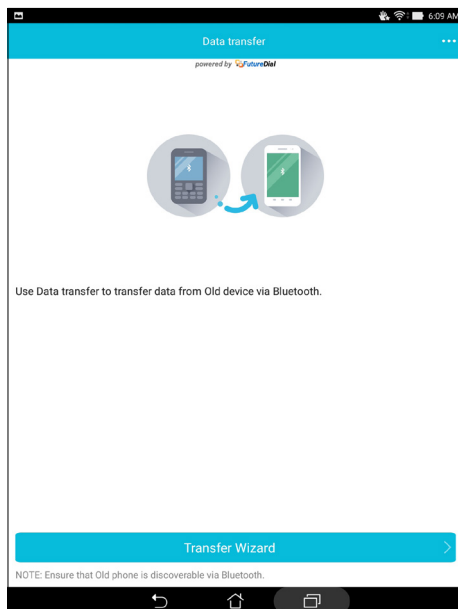 6:09 AM
Data transfer
powered by FutureDial
Use Data transfer to transfer data from Old device via Bluetooth.
Transfer Wizard
NOTE: Ensure that Old phone is discoverable via Bluetooth.